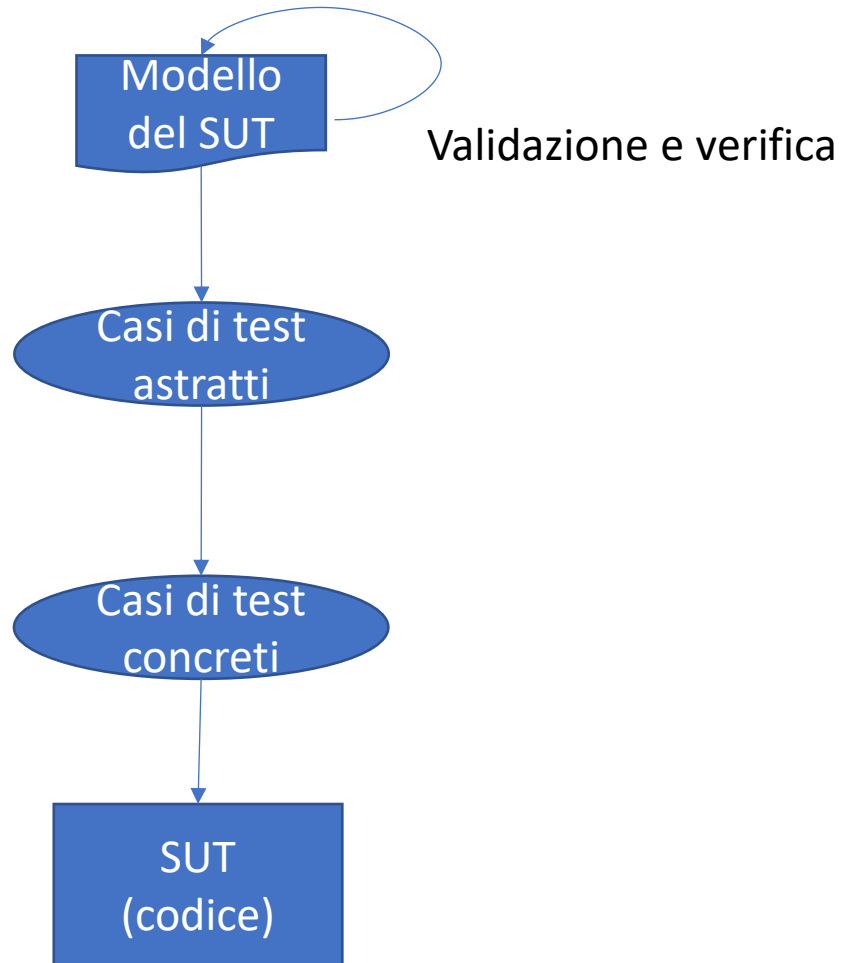 Modello
del SUT
Validazione e verifica
Casi di test
astratti
Casi di test
concreti
SUT
(codice)